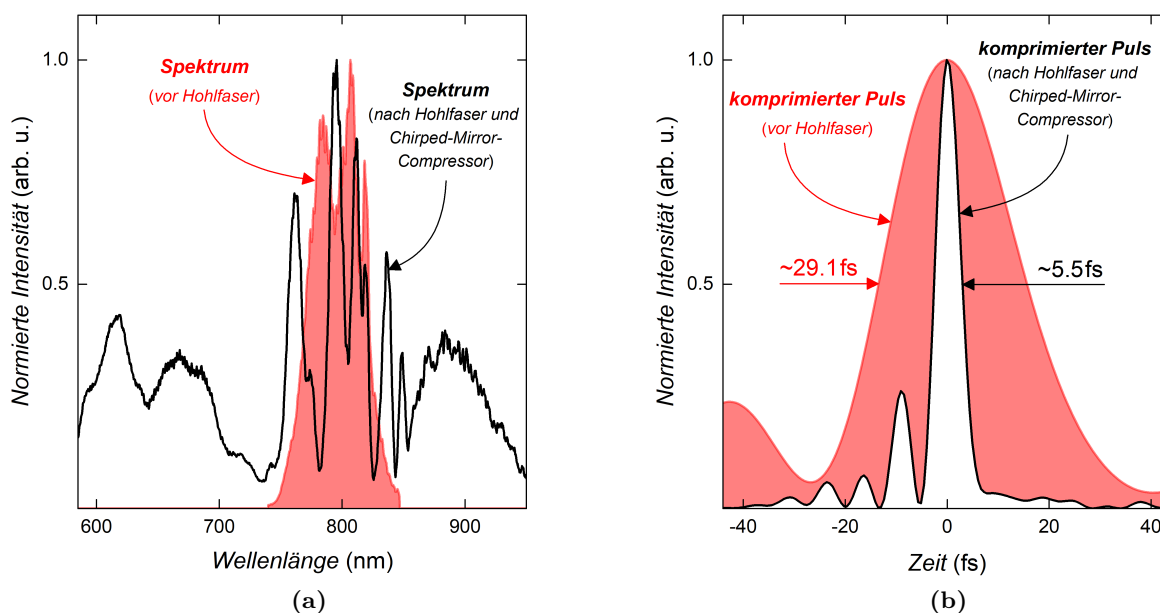 1.0
0.5
Normierte Intensität (arb. u.)
Spektrum
(vor Hohlfaser)
Spektrum
(nach Hohlfaser und
Chirped-Mirror-
Compressor)
600 700 800 900
Wellenlänge (nm)
(a)
1.0
0.5
Normierte Intensität (arb. u.)
komprimierter Puls
(vor Hohlfaser)
komprimierter Puls
(nach Hohlfaser und
Chirped-Mirror-
Compressor)
~29.1fs
~5.5fs
-40 -20 0 20 40
Zeit (fs)
(b)